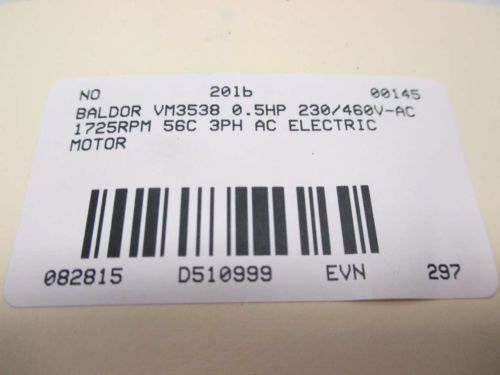 NO 201b 00145
BALDOR VM3538 0.5HP 230/460V-AC
1725RPM 56C 3PH AC ELECTRIC
MOTOR
082815 D510999 EVN 297